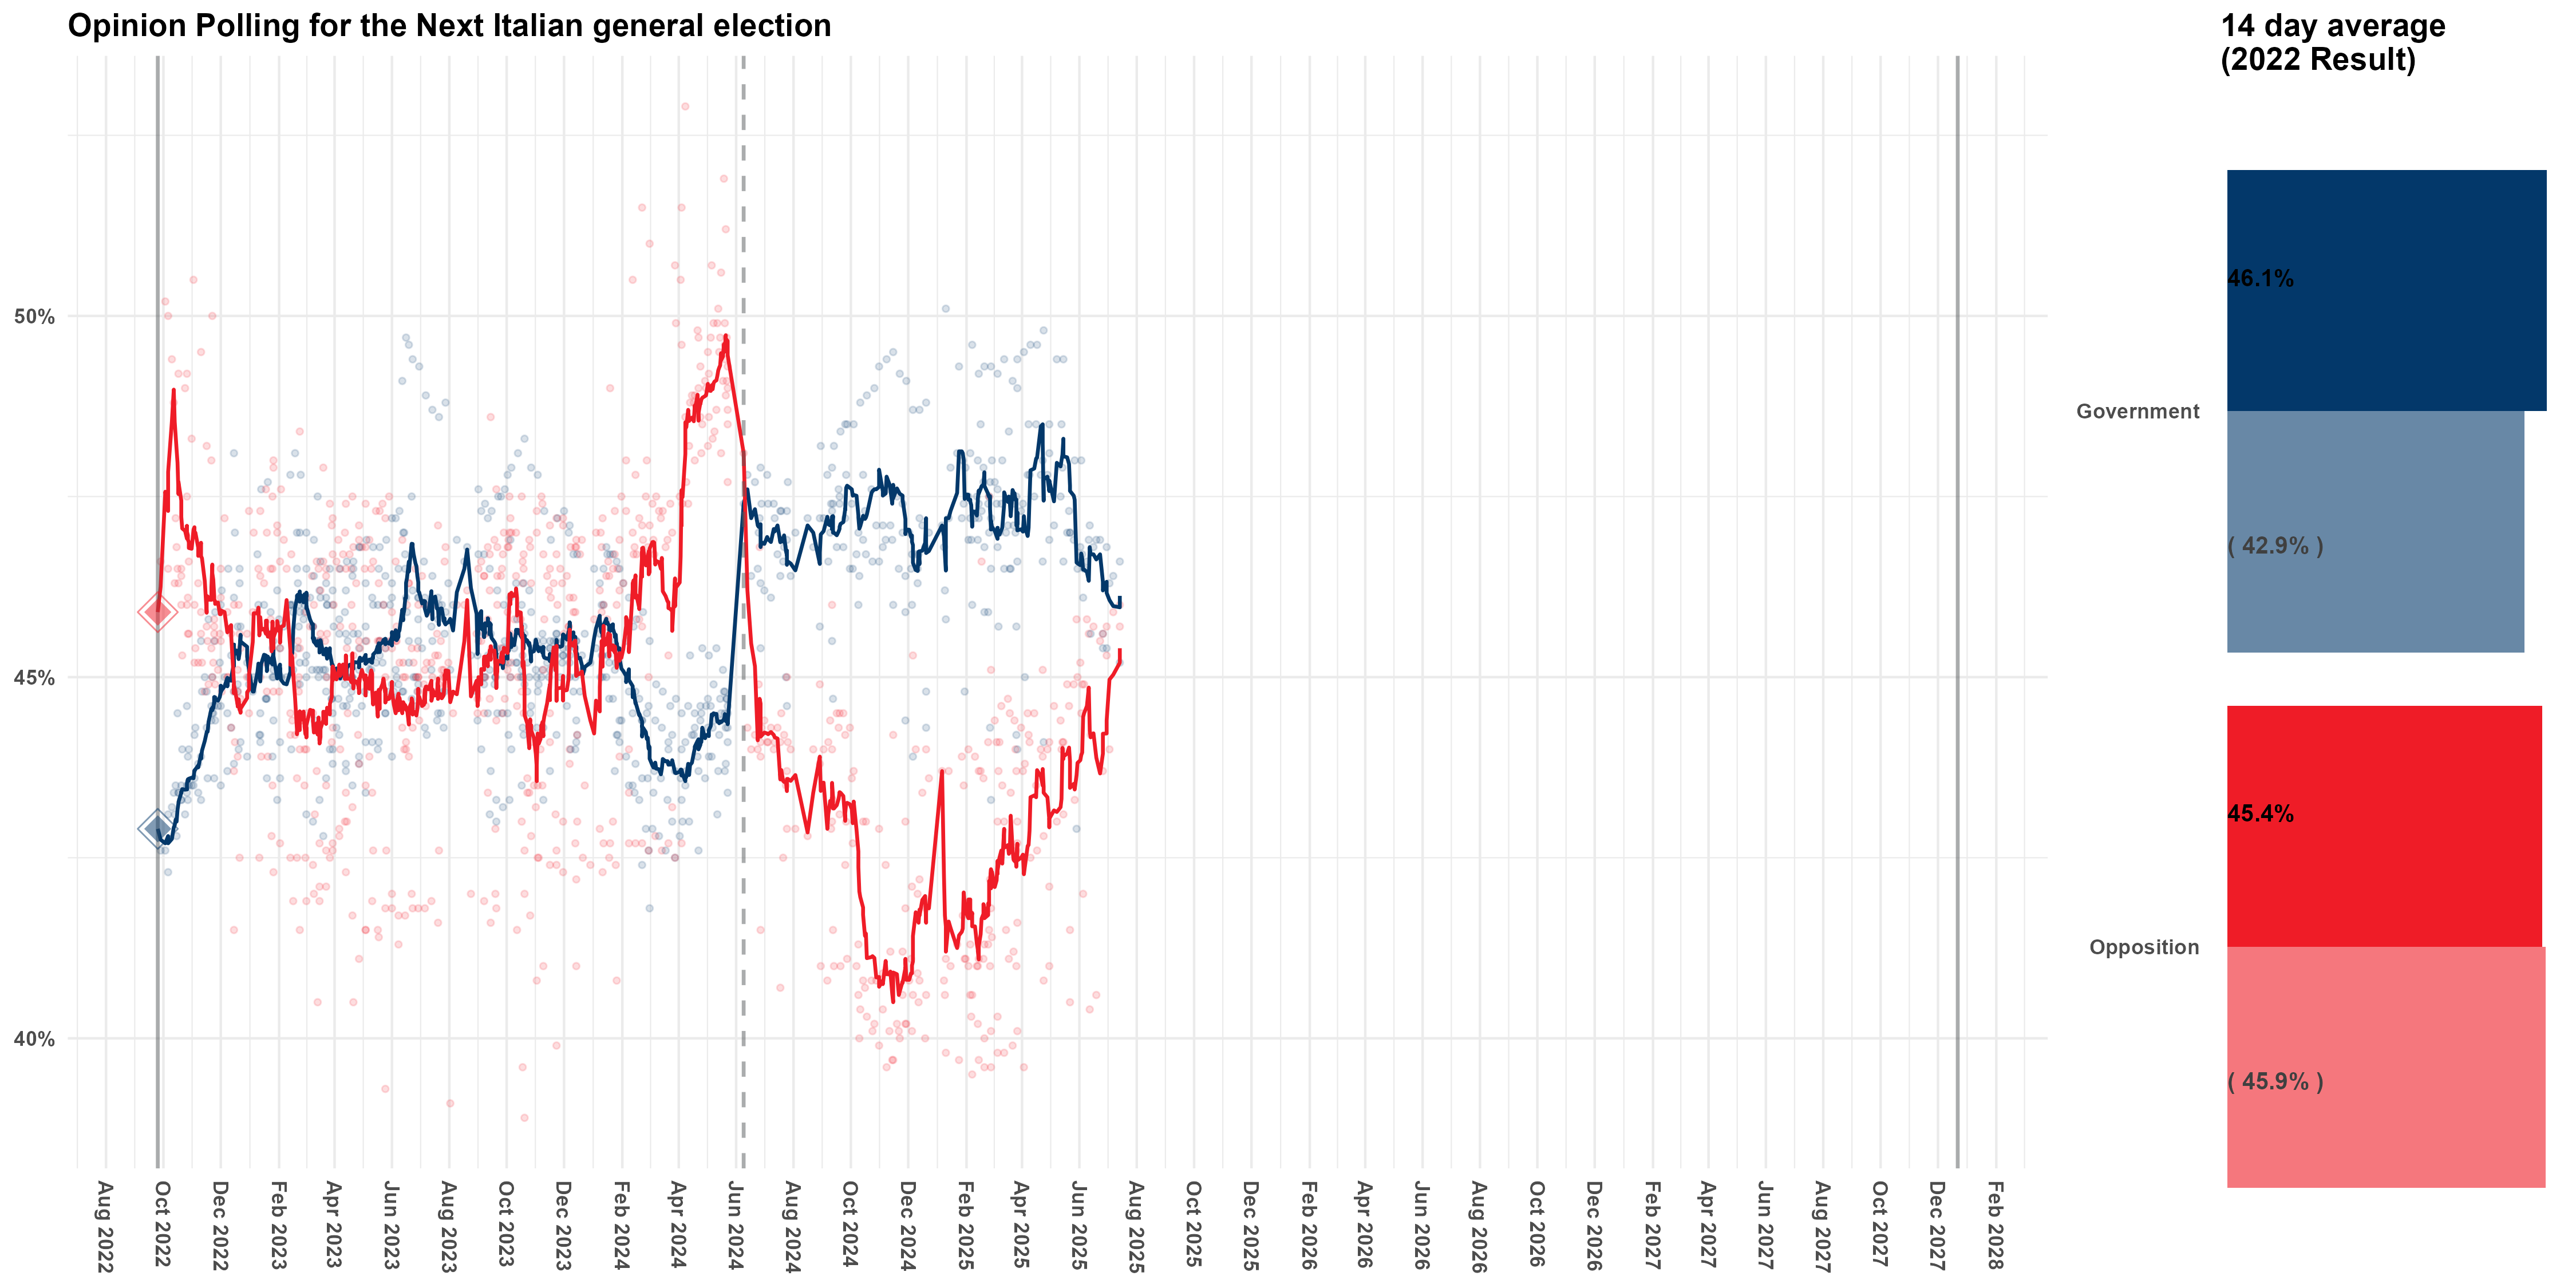 Opinion Polling for the Next Italian general election
14 day average
(2022 Result)
50%
45%
40%
Aug 2022
Oct 2022
Dec 2022
Feb 2023
Apr 2023
Jun 2023
Aug 2023
Oct 2023
Dec 2023
Feb 2024
Apr 2024
Jun 2024
Aug 2024
Oct 2024
Dec 2024
Feb 2025
Apr 2025
Jun 2025
Aug 2025
Oct 2025
Dec 2025
Feb 2026
Apr 2026
Jun 2026
Aug 2026
Oct 2026
Dec 2026
Feb 2027
Apr 2027
Jun 2027
Aug 2027
Oct 2027
Dec 2027
Feb 2028
Government
46.1%
( 42.9% )
Opposition
45.4%
( 45.9% )